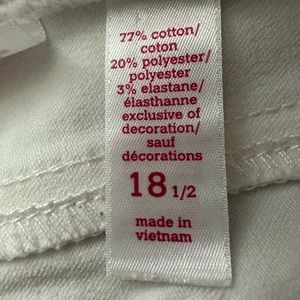 77% cotton/
coton
20% polyester/
polyester
3% elastane/
élasthanne
exclusive of
decoration/
sauf
décorations
18 1/2
made in
vietnam